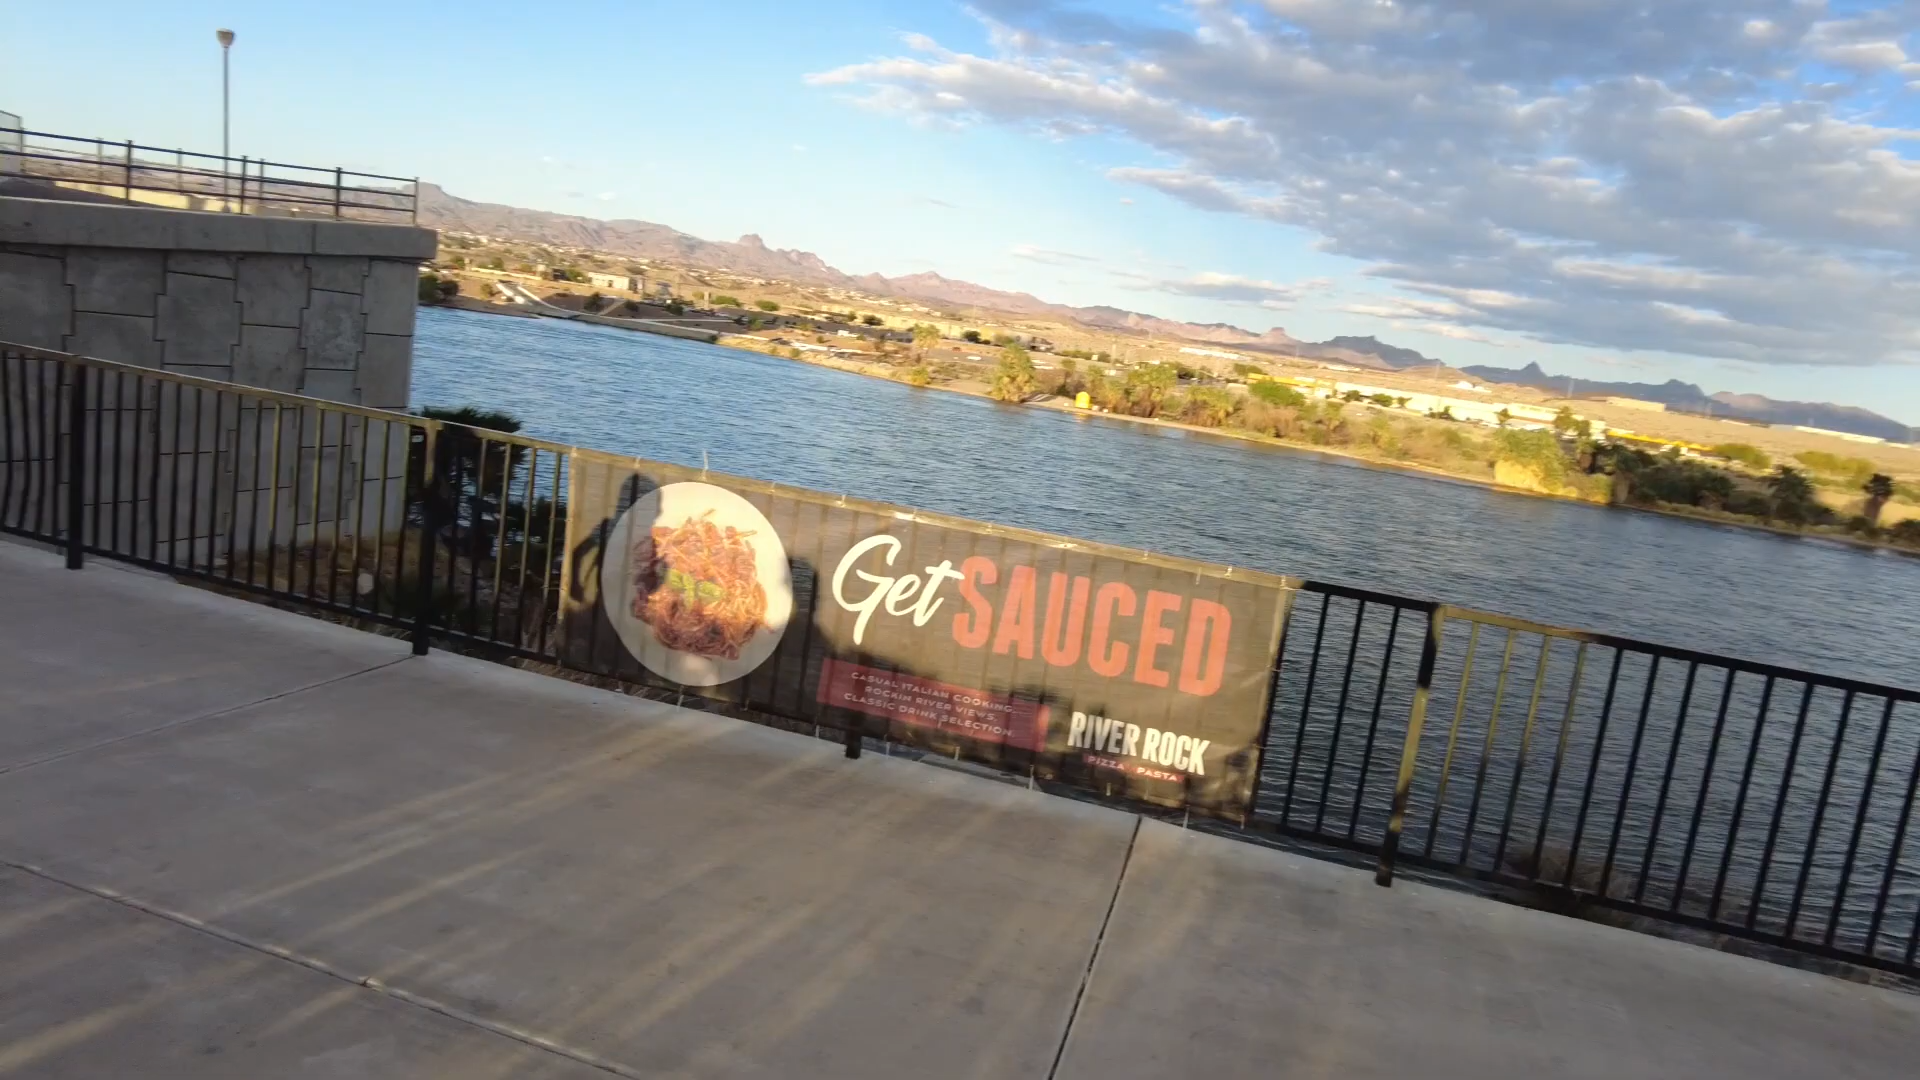 Get SAUCED
CASUAL ITALIAN COOKING
ROCKIN RIVER VIEWS
CLASSIC DRINK SELECTION
RIVER ROCK
PIZZA PASTA